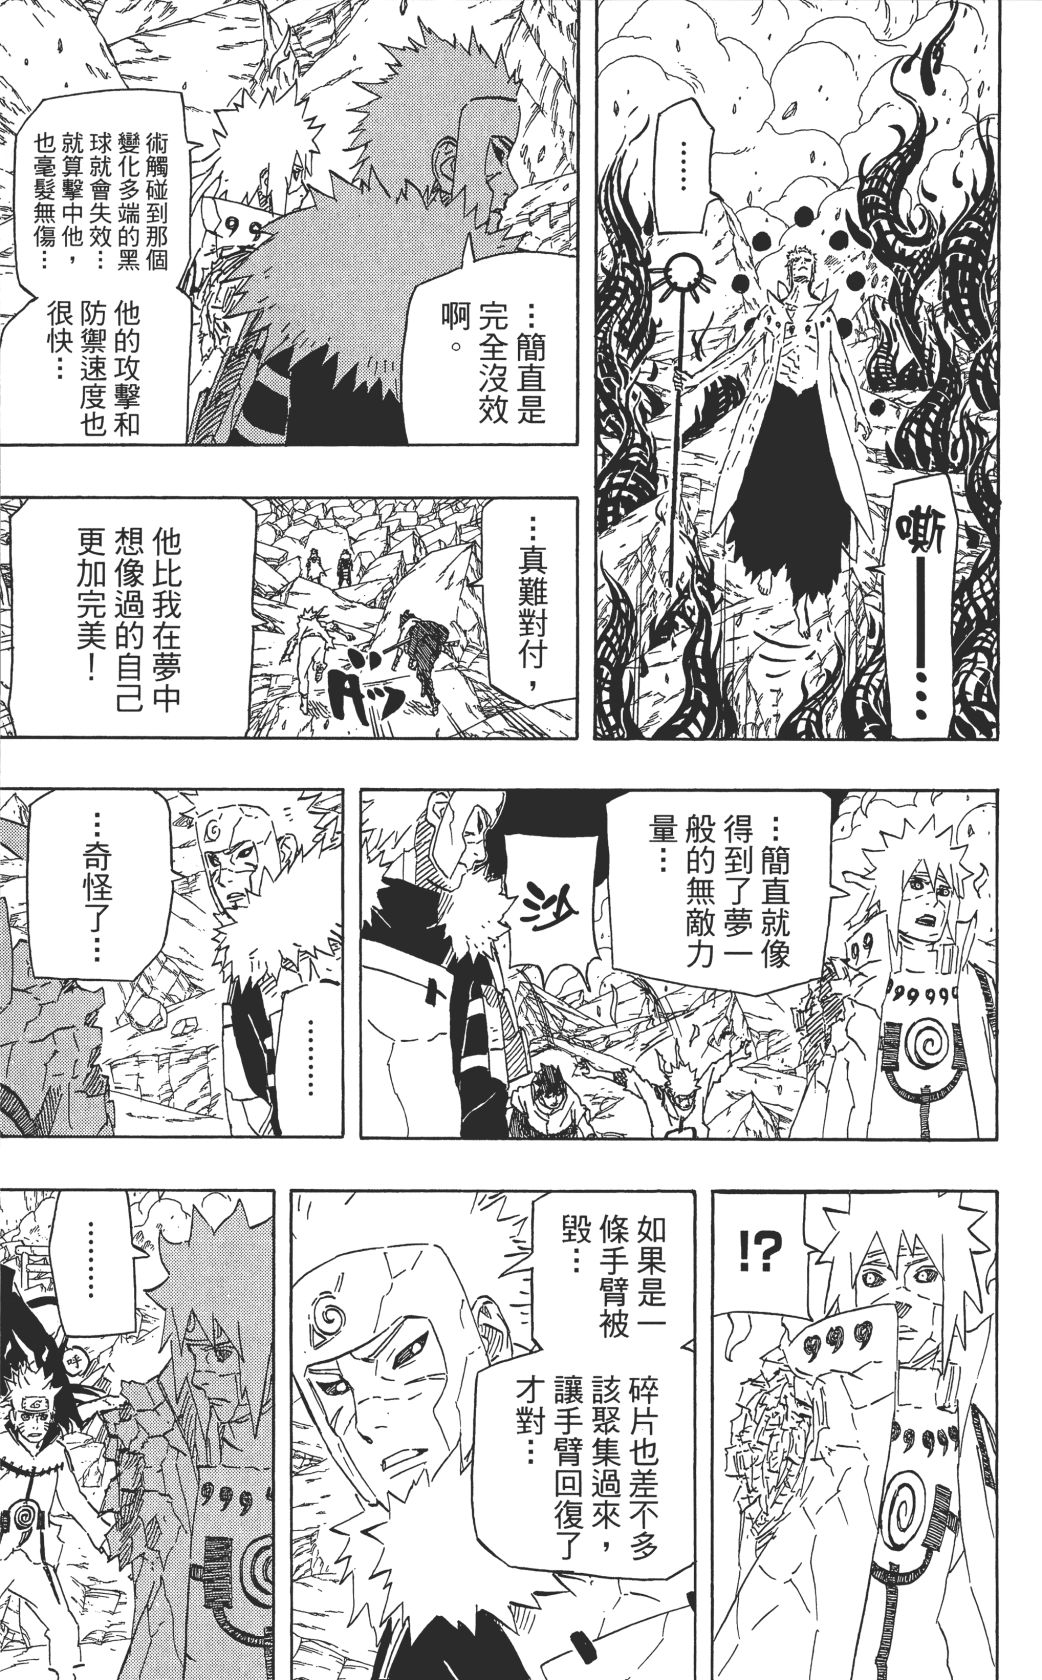 ……
嘶——……
…簡直是
完全沒效
啊。
術觸碰到那個
變化多端的黑
球就會失效…
就算擊中他，
也毫髮無傷…
他的攻擊和
防禦速度也
很快…
…真難對付，
ガッ
他比我在夢中
想像過的自己
更加完美！
…簡直就像
得到了夢一
般的無敵力
量…
沙
………
…奇怪了…
!?
如果是一
條手臂被
毀…
碎片也差不多
該聚集過來，
讓手臂回復了
才對…
………
呼